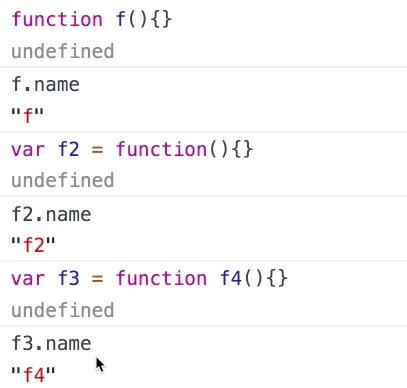 function f(){}
undefined
f.name
"f"
var f2 = function(){}
undefined
f2.name
"f2"
var f3 = function f4(){}
undefined
f3.name
"f4"